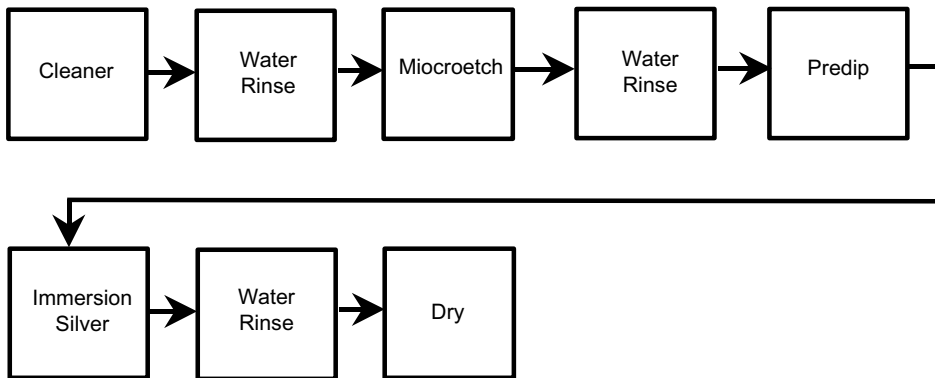 Cleaner
Water
Rinse
Miocroetch
Water
Rinse
Predip
Immersion
Silver
Water
Rinse
Dry